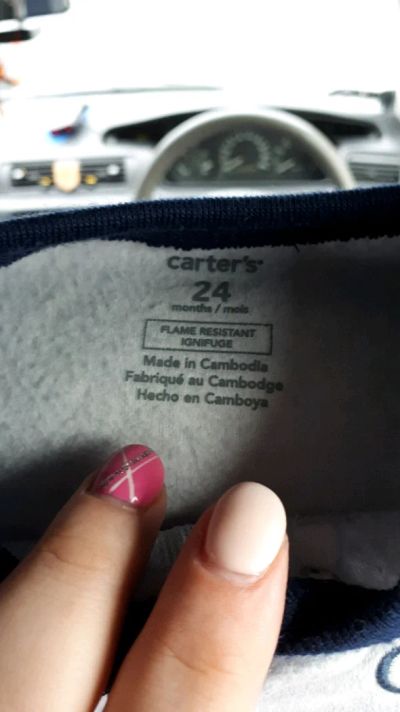 carter's
24
months / mois
FLAME RESISTANT
IGNIFUGE
Made in Cambodia
Fabriqué au Cambodge
Hecho en Camboya